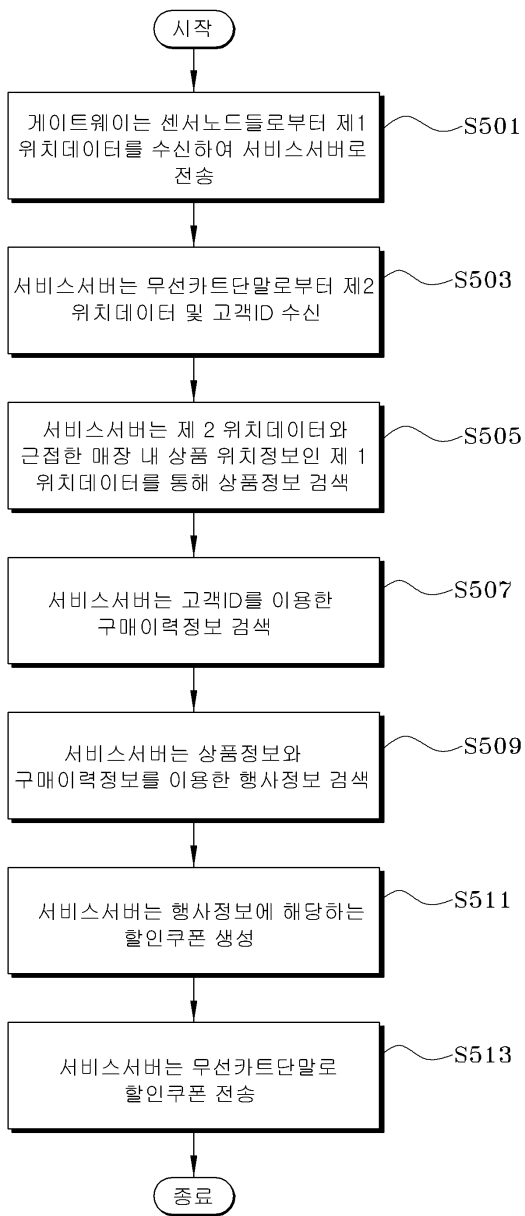 시작
게이트웨이는 센서노드들로부터 제1
위치데이터를 수신하여 서비스서버로
전송
S501
서비스서버는 무선카트단말로부터 제2
위치데이터 및 고객ID 수신
S503
서비스서버는 제 2 위치데이터와
근접한 매장 내 상품 위치정보인 제 1
위치데이터를 통해 상품정보 검색
S505
서비스서버는 고객ID를 이용한
구매이력정보 검색
S507
서비스서버는 상품정보와
구매이력정보를 이용한 행사정보 검색
S509
서비스서버는 행사정보에 해당하는
할인쿠폰 생성
S511
서비스서버는 무선카트단말로
할인쿠폰 전송
S513
종료